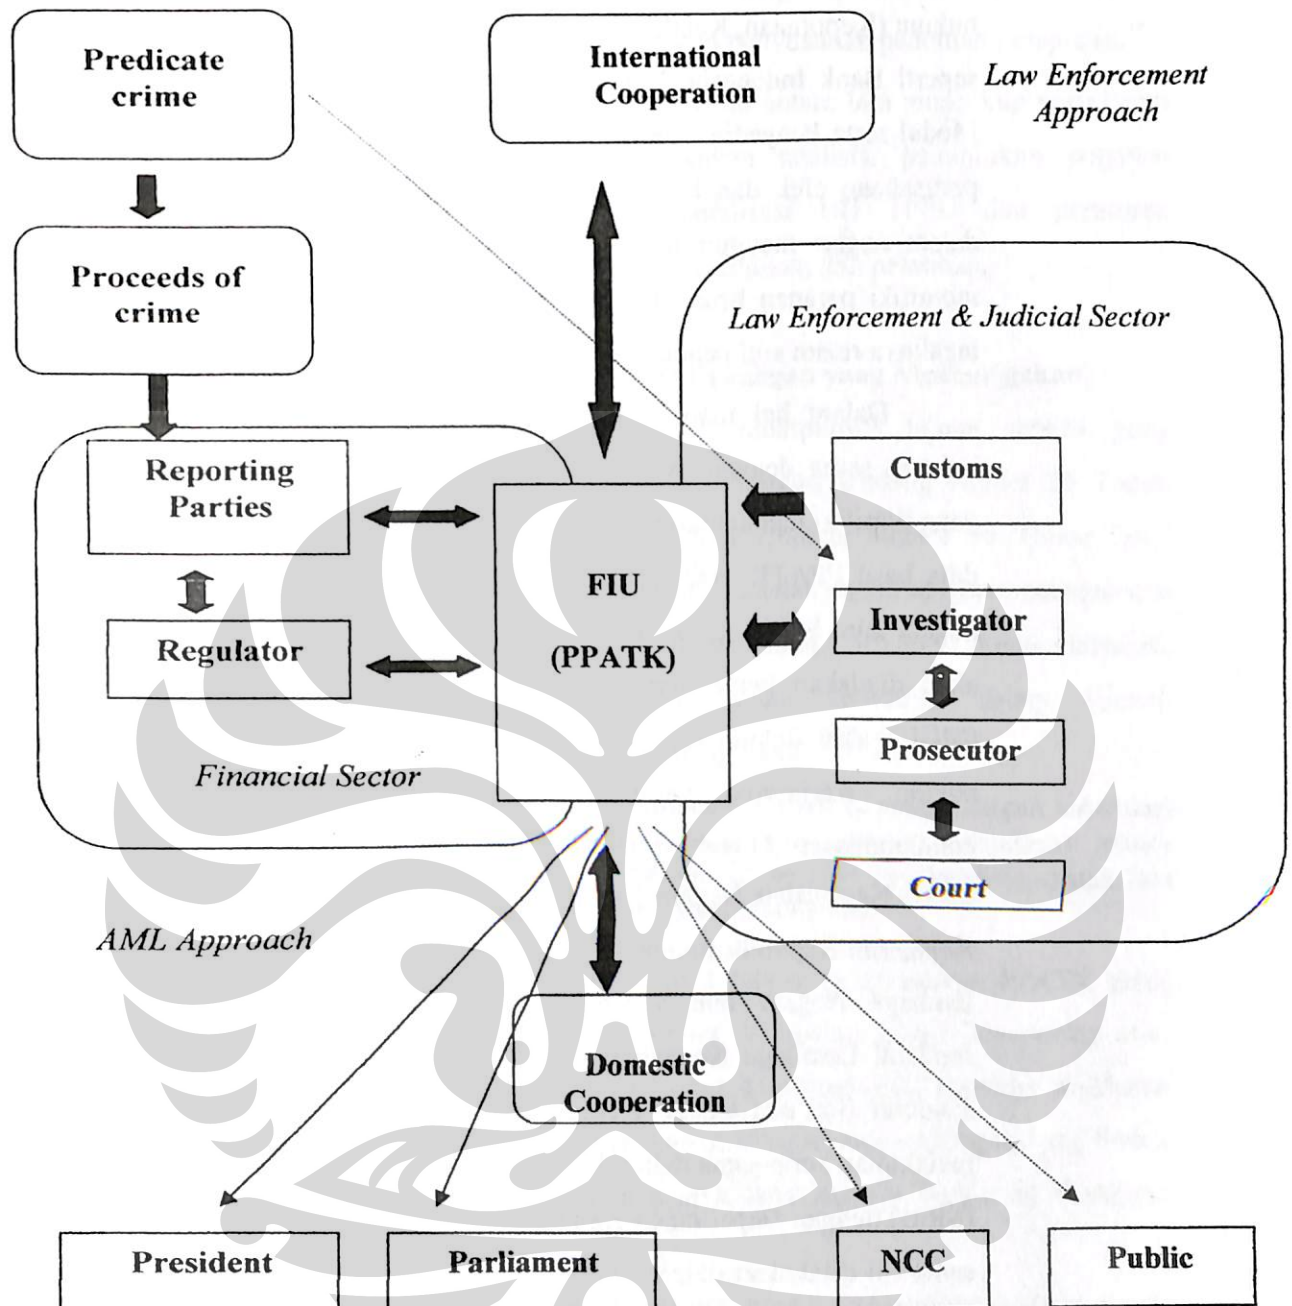 Predicate
crime
International
Cooperation
Law Enforcement
Approach
Proceeds of
crime
Law Enforcement & Judicial Sector
Reporting
Parties
Customs
FIU
(PPATK)
Investigator
Regulator
Prosecutor
Financial Sector
Court
AML Approach
Domestic
Cooperation
President
Parliament
NCC
Public